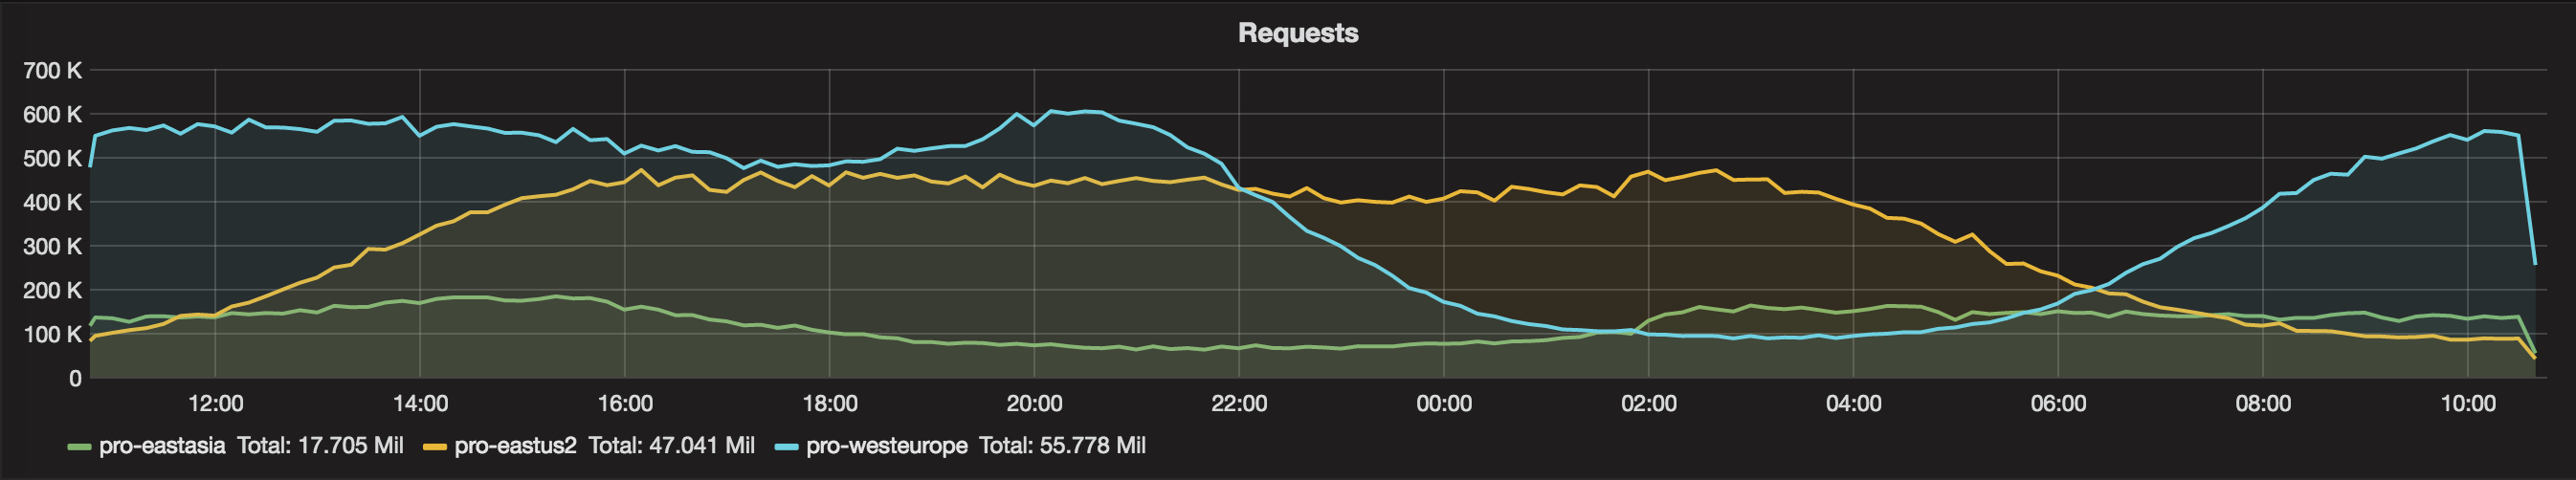 Requests
700 K
600 K
500 K
400 K
300 K
200 K
100 K
0
12:00 14:00 16:00 18:00 20:00 22:00 00:00 02:00 04:00 06:00 08:00 10:00
pro-eastasia Total: 17.705 Mil pro-eastus2 Total: 47.041 Mil pro-westeurope Total: 55.778 Mil